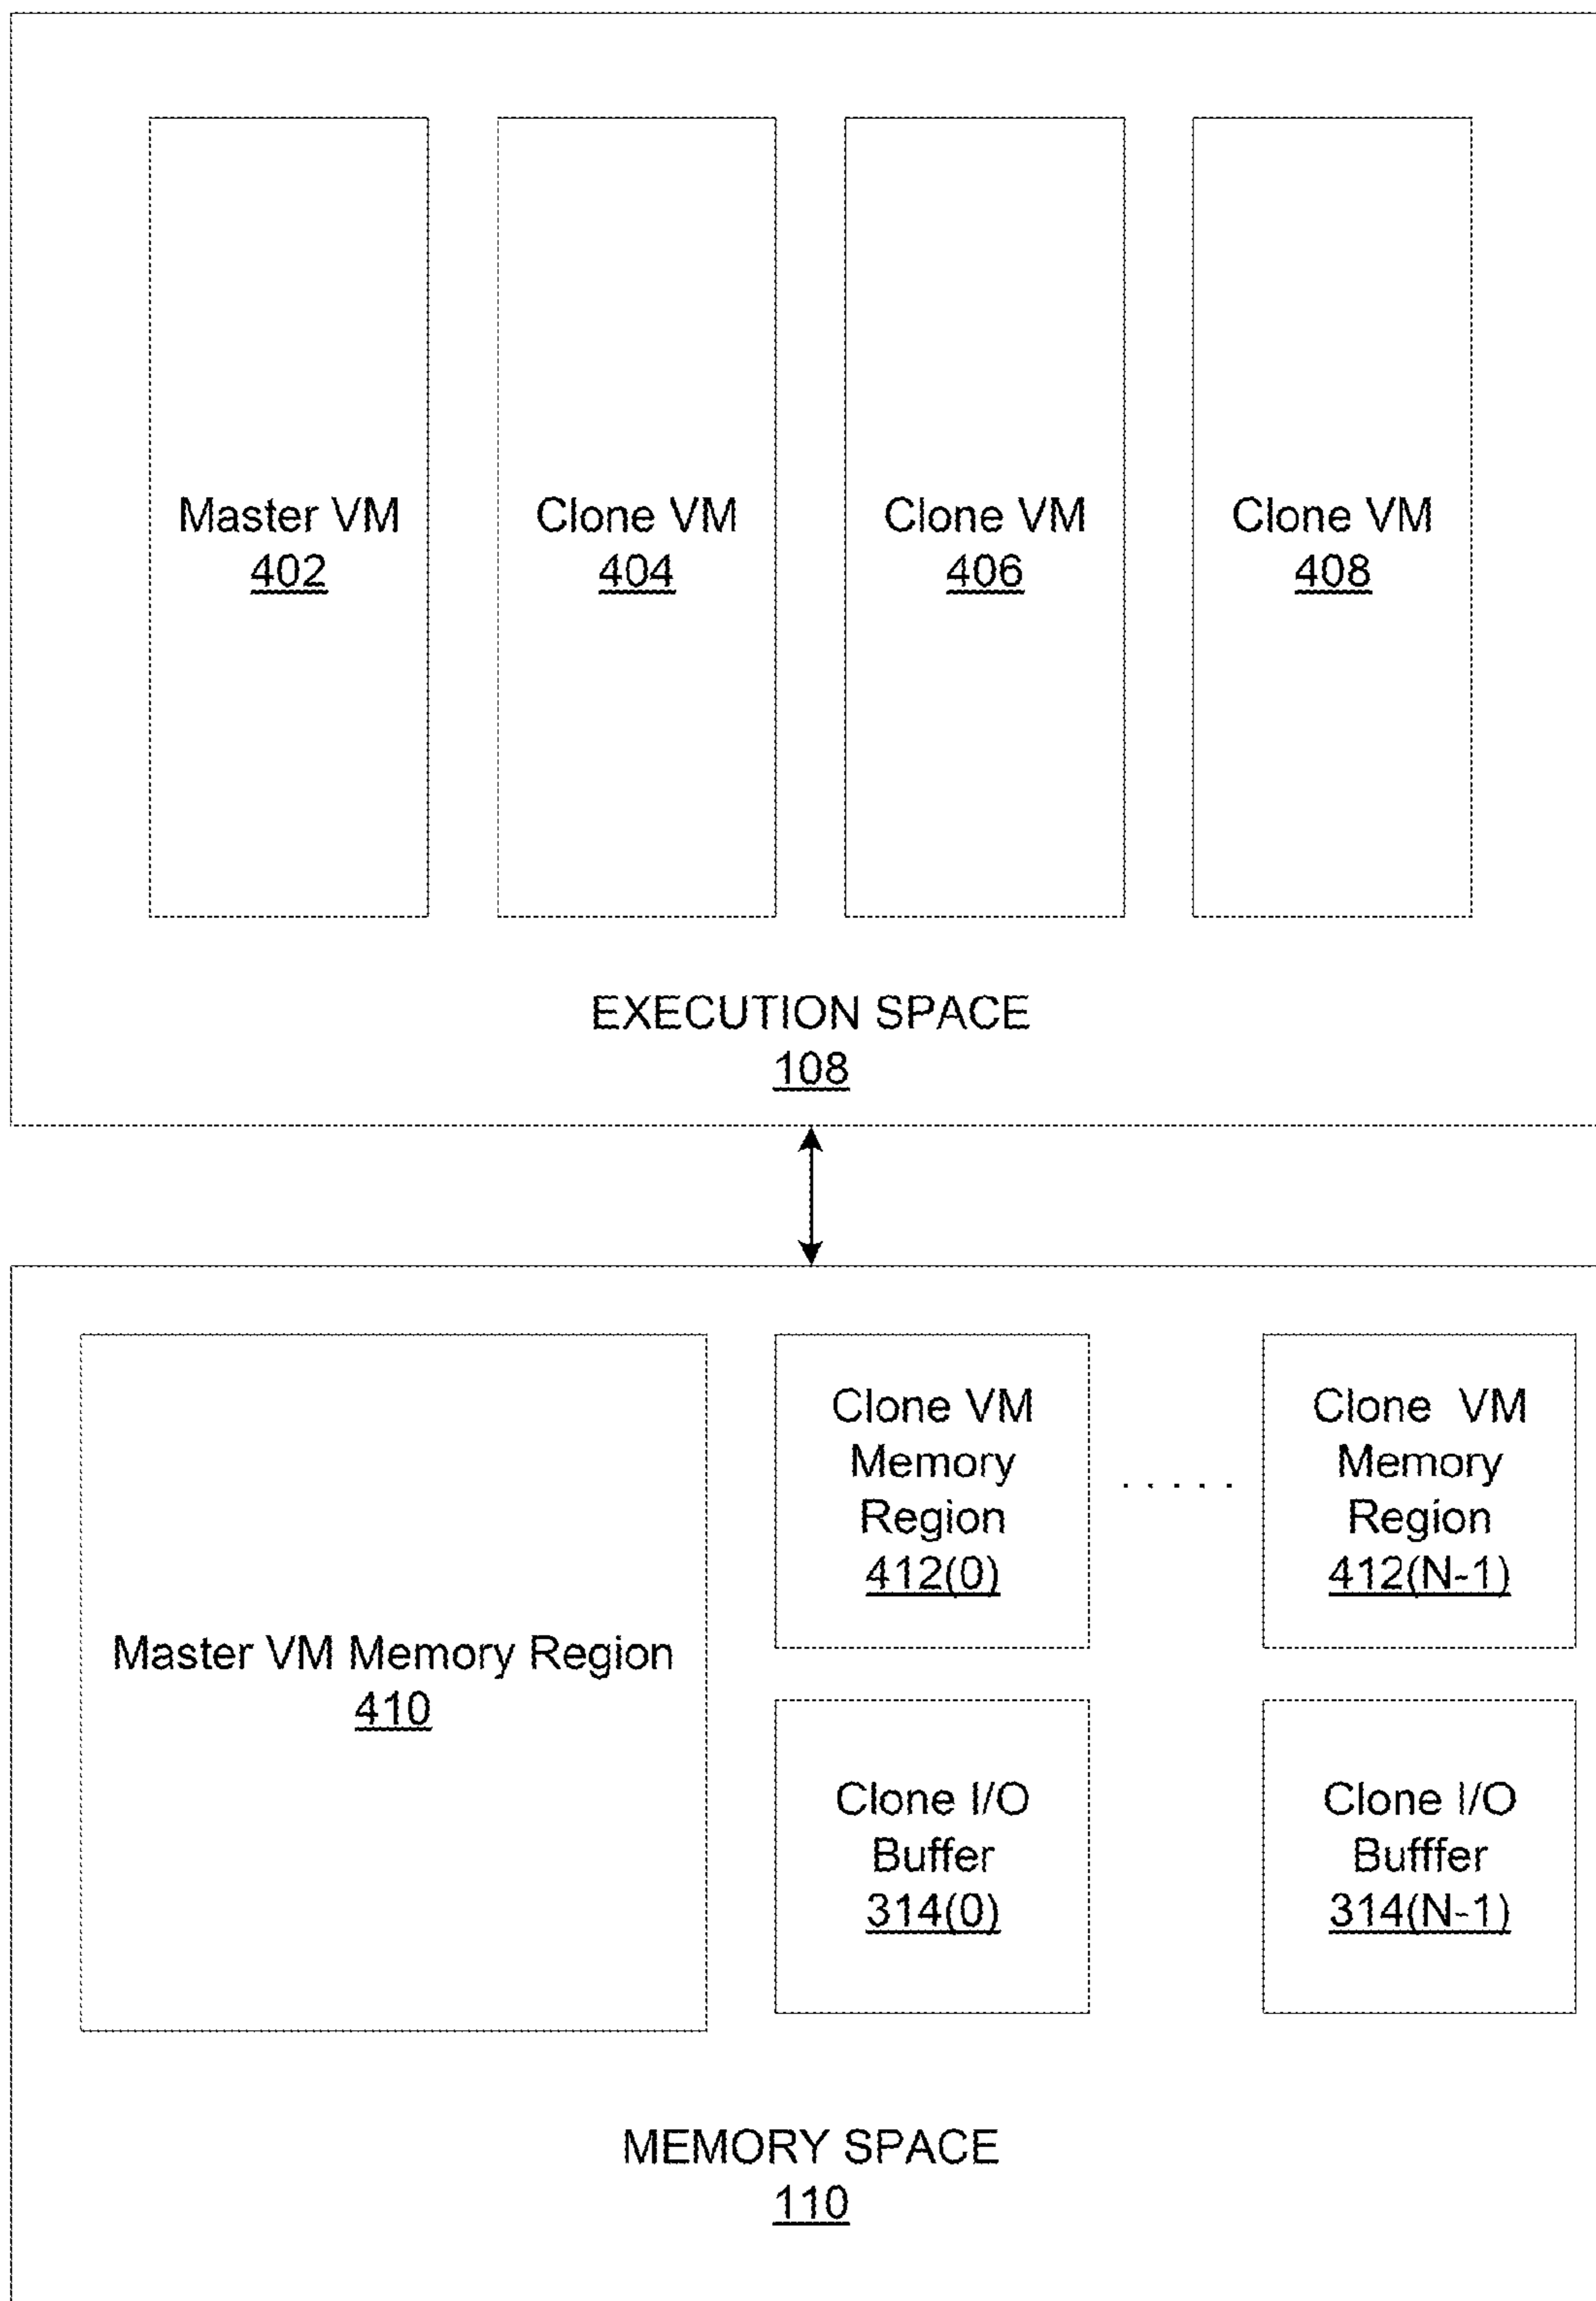 Master VM
402
Clone VM
404
Clone VM
406
Clone VM
408
EXECUTION SPACE
108
Master VM Memory Region
410
Clone VM
Memory
Region
412(0)
. . . . .
Clone VM
Memory
Region
412(N-1)
Clone I/O
Buffer
314(0)
Clone I/O
Bufffer
314(N-1)
MEMORY SPACE
110